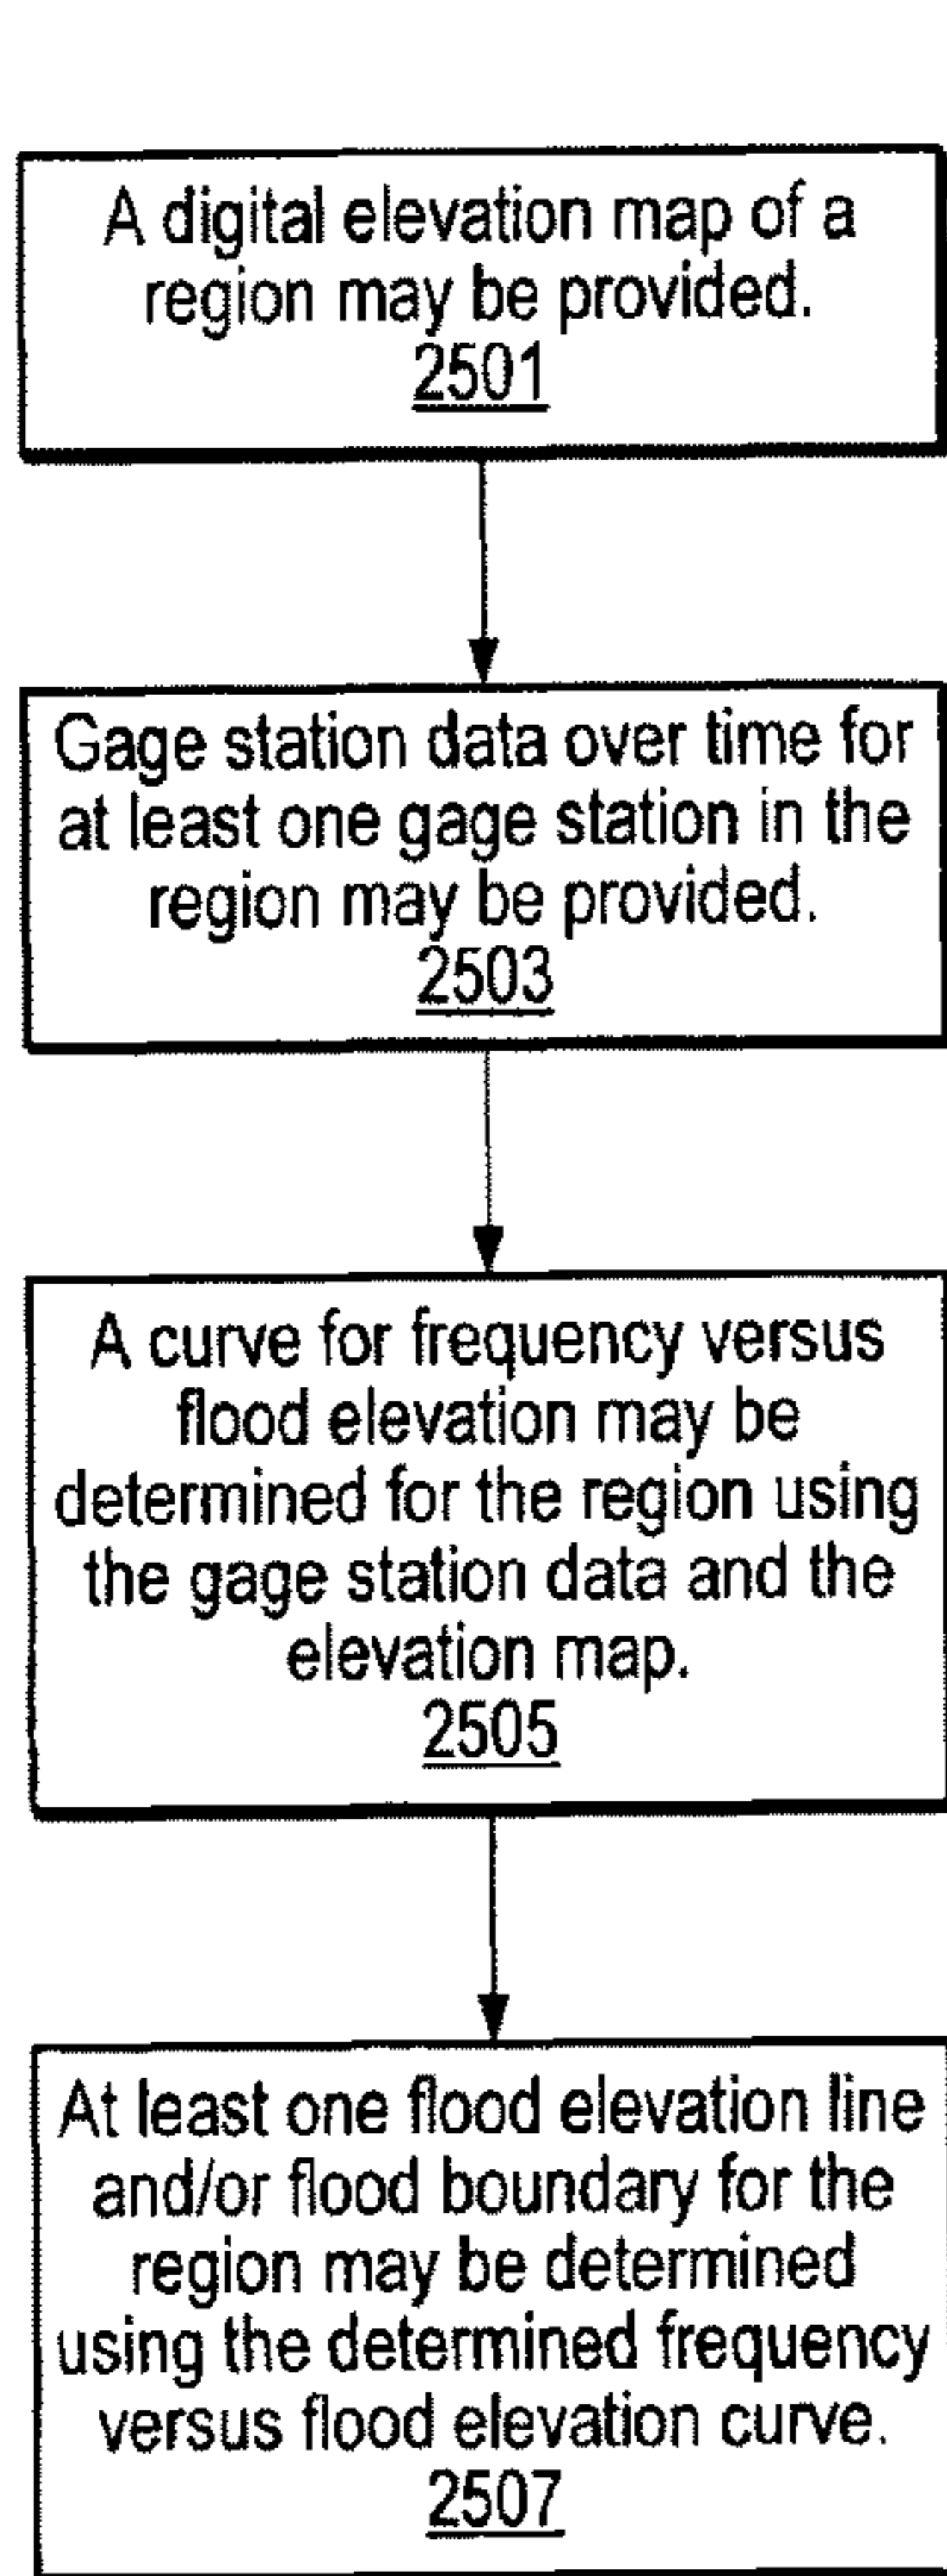 A digital elevation map of a
region may be provided.
2501
Gage station data over time for
at least one gage station in the
region may be provided.
2503
A curve for frequency versus
flood elevation may be
determined for the region using
the gage station data and the
elevation map.
2505
At least one flood elevation line
and/or flood boundary for the
region may be determined
using the determined frequency
versus flood elevation curve.
2507